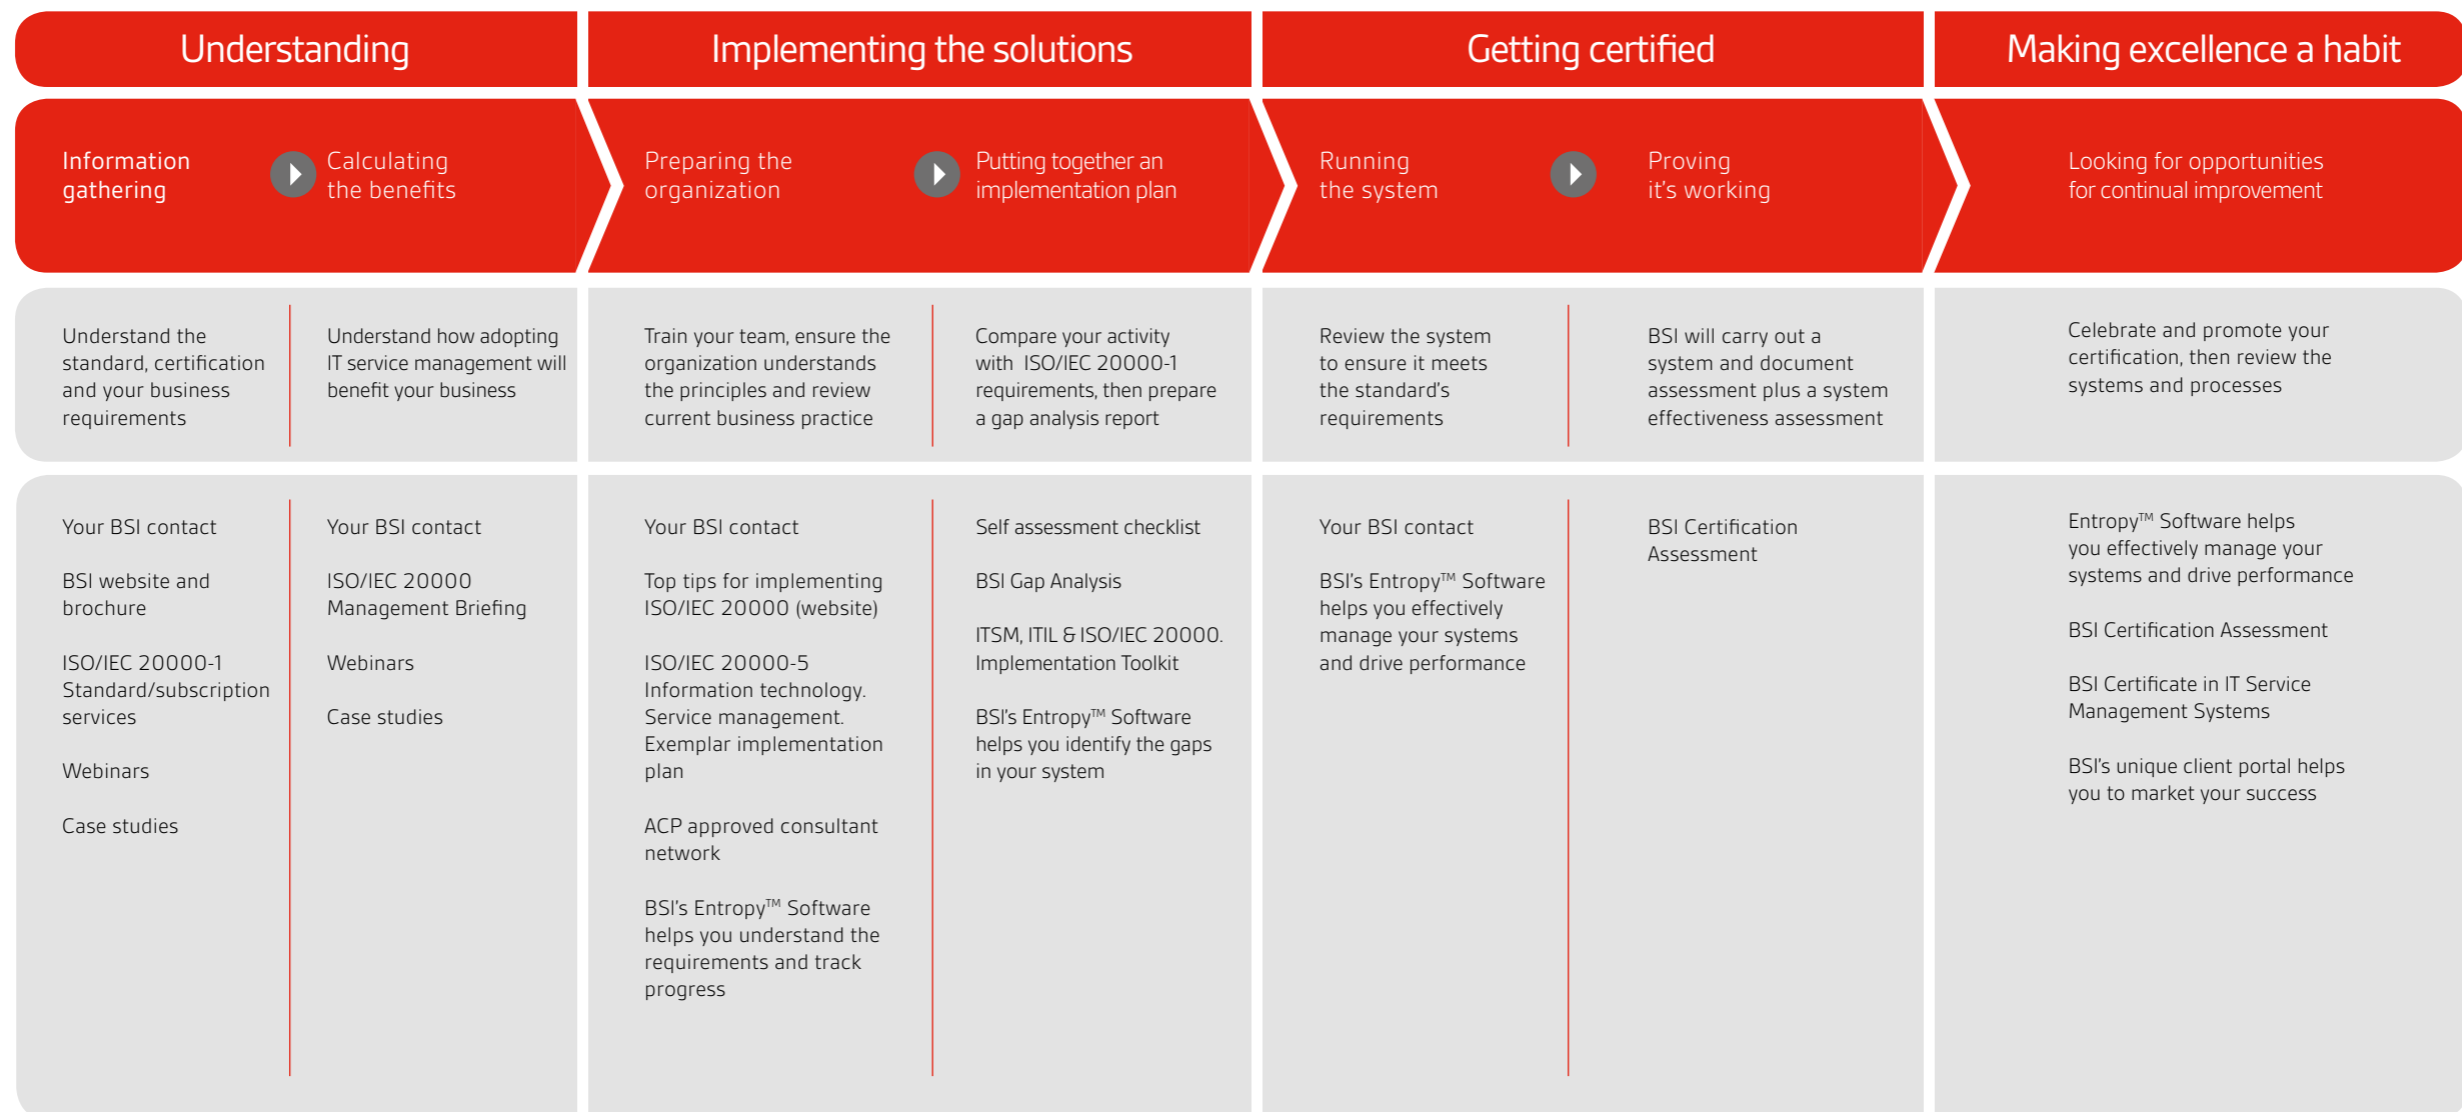 Understanding
Implementing the solutions
Getting certified
Making excellence a habit
Information
gathering
Calculating
the benefits
Preparing the
organization
Putting together an
implementation plan
Running
the system
Proving
it's working
Looking for opportunities
for continual improvement
Understand the
standard, certification
and your business
requirements
Understand how adopting
IT service management will
benefit your business
Train your team, ensure the
organization understands
the principles and review
current business practice
Compare your activity
with ISO/IEC 20000-1
requirements, then prepare
a gap analysis report
Review the system
to ensure it meets
the standard's
requirements
BSI will carry out a
system and document
assessment plus a system
effectiveness assessment
Celebrate and promote your
certification, then review the
systems and processes
Your BSI contact
BSI website and
brochure
ISO/IEC 20000-1
Standard/subscription
services
Webinars
Case studies
Your BSI contact
ISO/IEC 20000
Management Briefing
Webinars
Case studies
Your BSI contact
Top tips for implementing
ISO/IEC 20000 (website)
ISO/IEC 20000-5
Information technology.
Service management.
Exemplar implementation
plan
ACP approved consultant
network
BSI's Entropy™ Software
helps you understand the
requirements and track
progress
Self assessment checklist
BSI Gap Analysis
ITSM, ITIL & ISO/IEC 20000.
Implementation Toolkit
BSI's Entropy™ Software
helps you identify the gaps
in your system
Your BSI contact
BSI's Entropy™ Software
helps you effectively
manage your systems
and drive performance
BSI Certification
Assessment
Entropy™ Software helps
you effectively manage your
systems and drive performance
BSI Certification Assessment
BSI Certificate in IT Service
Management Systems
BSI's unique client portal helps
you to market your success